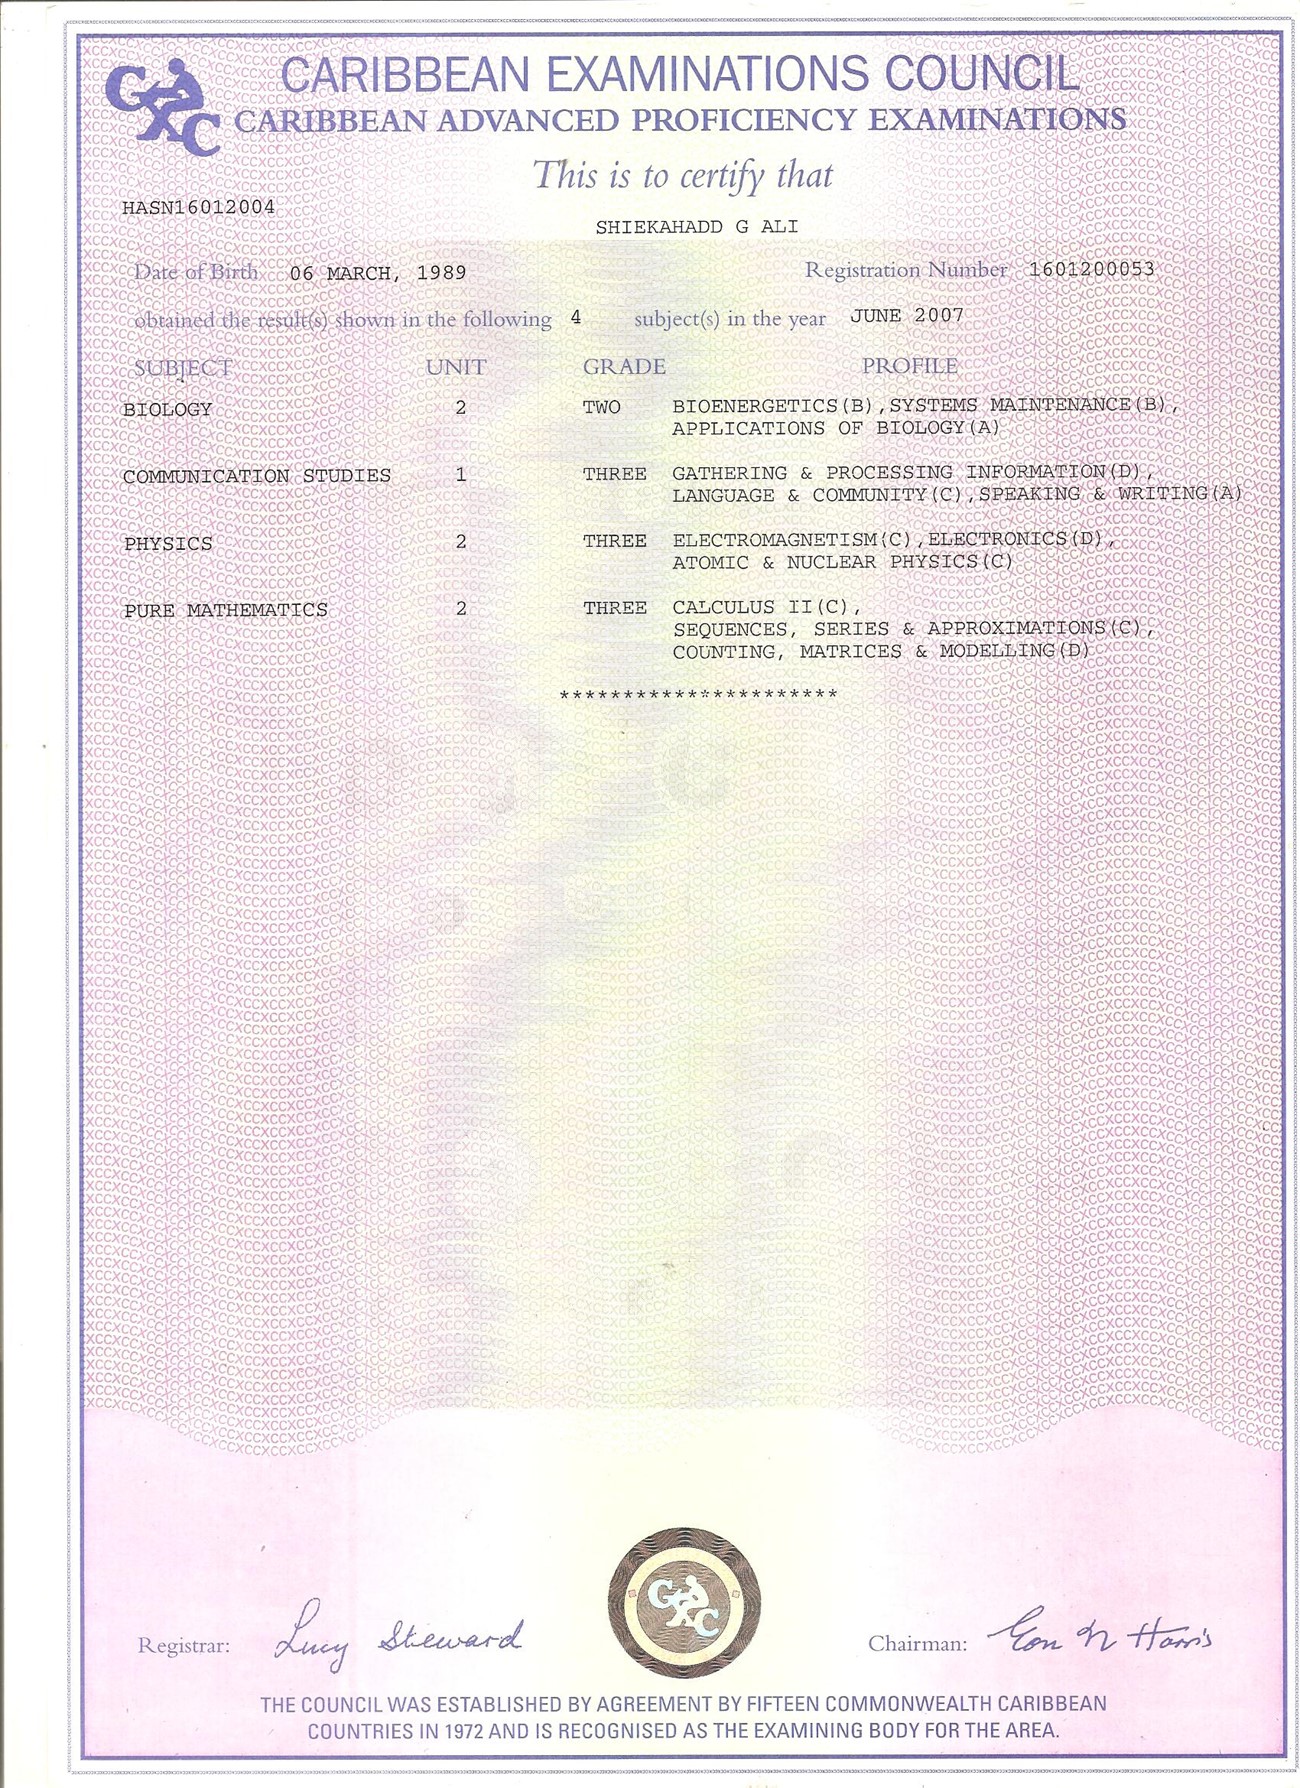 CXC
CARIBBEAN EXAMINATIONS COUNCIL
CARIBBEAN ADVANCED PROFICIENCY EXAMINATIONS
This is to certify that
HASN16012004
SHIEKAHADD G ALI
Date of Birth 06 MARCH, 1989 Registration Number 1601200053
obtained the result(s) shown in the following 4 subject(s) in the year JUNE 2007
SUBJECT UNIT GRADE PROFILE
BIOLOGY 2 TWO BIOENERGETICS(B),SYSTEMS MAINTENANCE(B),
APPLICATIONS OF BIOLOGY(A)
COMMUNICATION STUDIES 1 THREE GATHERING & PROCESSING INFORMATION(D),
LANGUAGE & COMMUNITY(C),SPEAKING & WRITING(A)
PHYSICS 2 THREE ELECTROMAGNETISM(C),ELECTRONICS(D),
ATOMIC & NUCLEAR PHYSICS(C)
PURE MATHEMATICS 2 THREE CALCULUS II(C),
SEQUENCES, SERIES & APPROXIMATIONS(C),
COUNTING, MATRICES & MODELLING(D)
**********************
CXC
Registrar: Lucy Steward Chairman: Harris
THE COUNCIL WAS ESTABLISHED BY AGREEMENT BY FIFTEEN COMMONWEALTH CARIBBEAN
COUNTRIES IN 1972 AND IS RECOGNISED AS THE EXAMINING BODY FOR THE AREA.